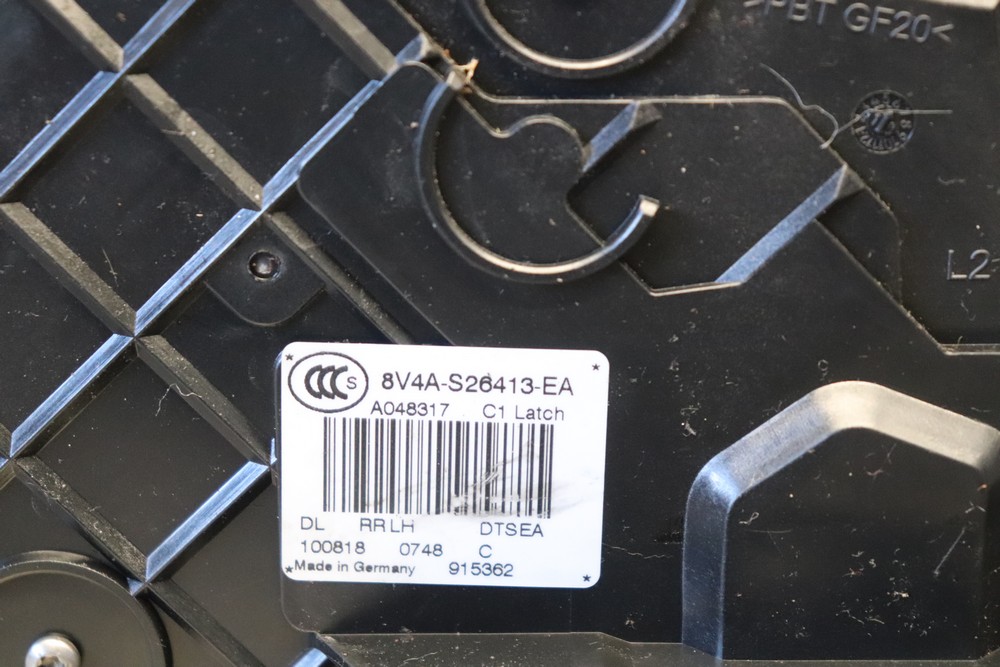 >PBT GF20<
L2
CCC S
8V4A-S26413-EA
A048317 C1 Latch
DL RR LH DTSEA
100818 0748 C
Made in Germany 915362